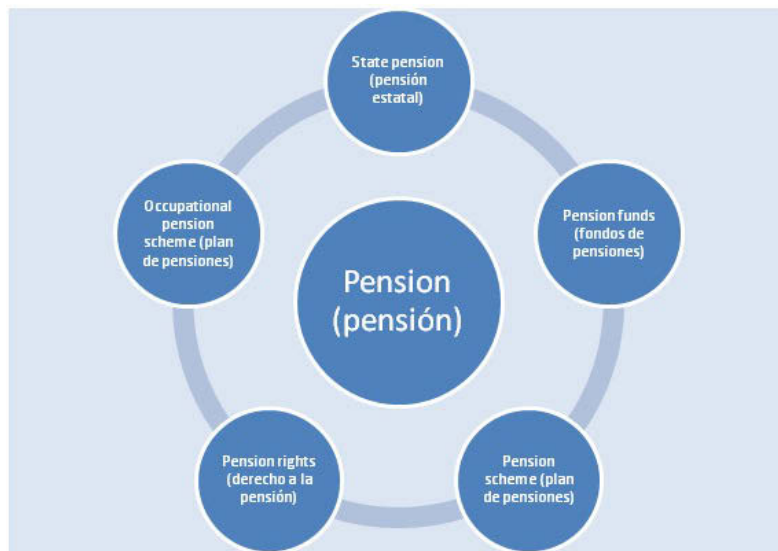 State pension
(pensión
estatal)
Occupational
pension
scheme (plan
de pensiones)
Pension funds
(fondos de
pensiones)
Pension
(pensión)
Pension rights
(derecho a la
pensión)
Pension
scheme (plan
de pensiones)